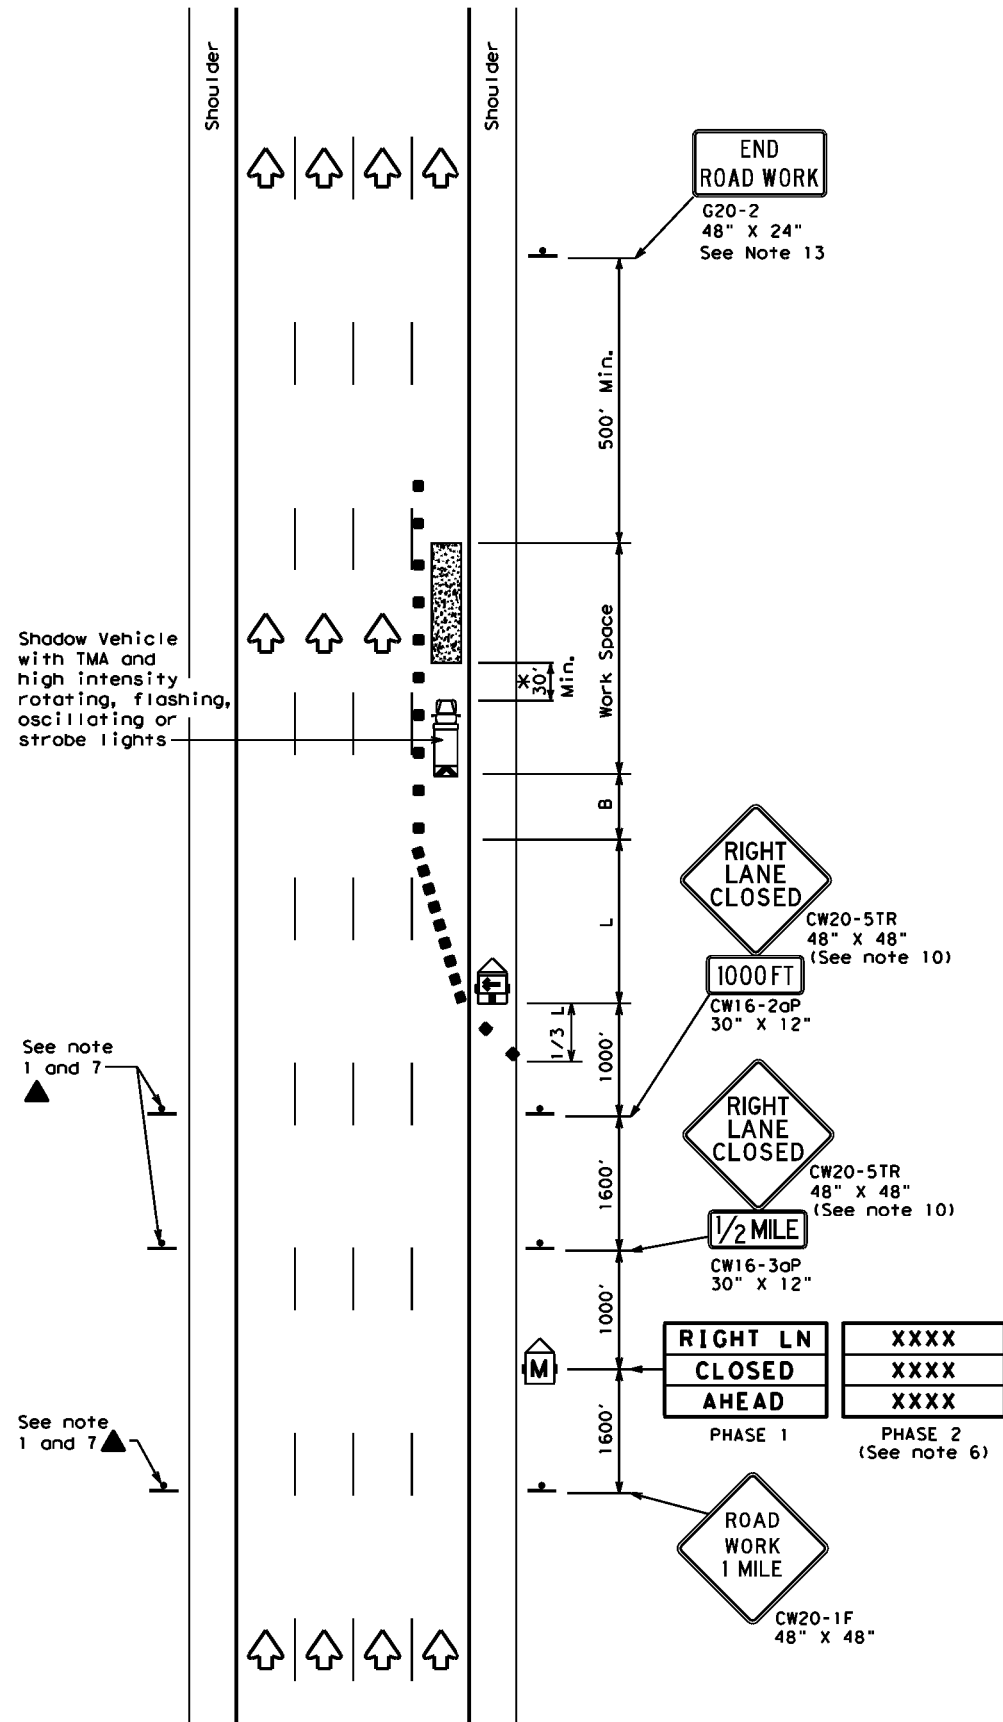 Shoulder
Shoulder
END
ROAD WORK
G20-2
48" X 24"
See Note 13
500' Min.
Shadow Vehicle
with TMA and
high intensity
rotating, flashing,
oscillating or
strobe lights
Work Space
*
30'
Min.
B
RIGHT
LANE
CLOSED
CW20-5TR
48" X 48"
(See note 10)
L
1000 FT
CW16-2aP
30" X 12"
1/3 L
1000'
See note
1 and 7
RIGHT
LANE
CLOSED
CW20-5TR
48" X 48"
(See note 10)
1600'
1/2 MILE
CW16-3aP
30" X 12"
1000'
M
RIGHT LN
CLOSED
AHEAD
PHASE 1
XXXX
XXXX
XXXX
PHASE 2
(See note 6)
See note
1 and 7
1600'
ROAD
WORK
1 MILE
CW20-1F
48" X 48"